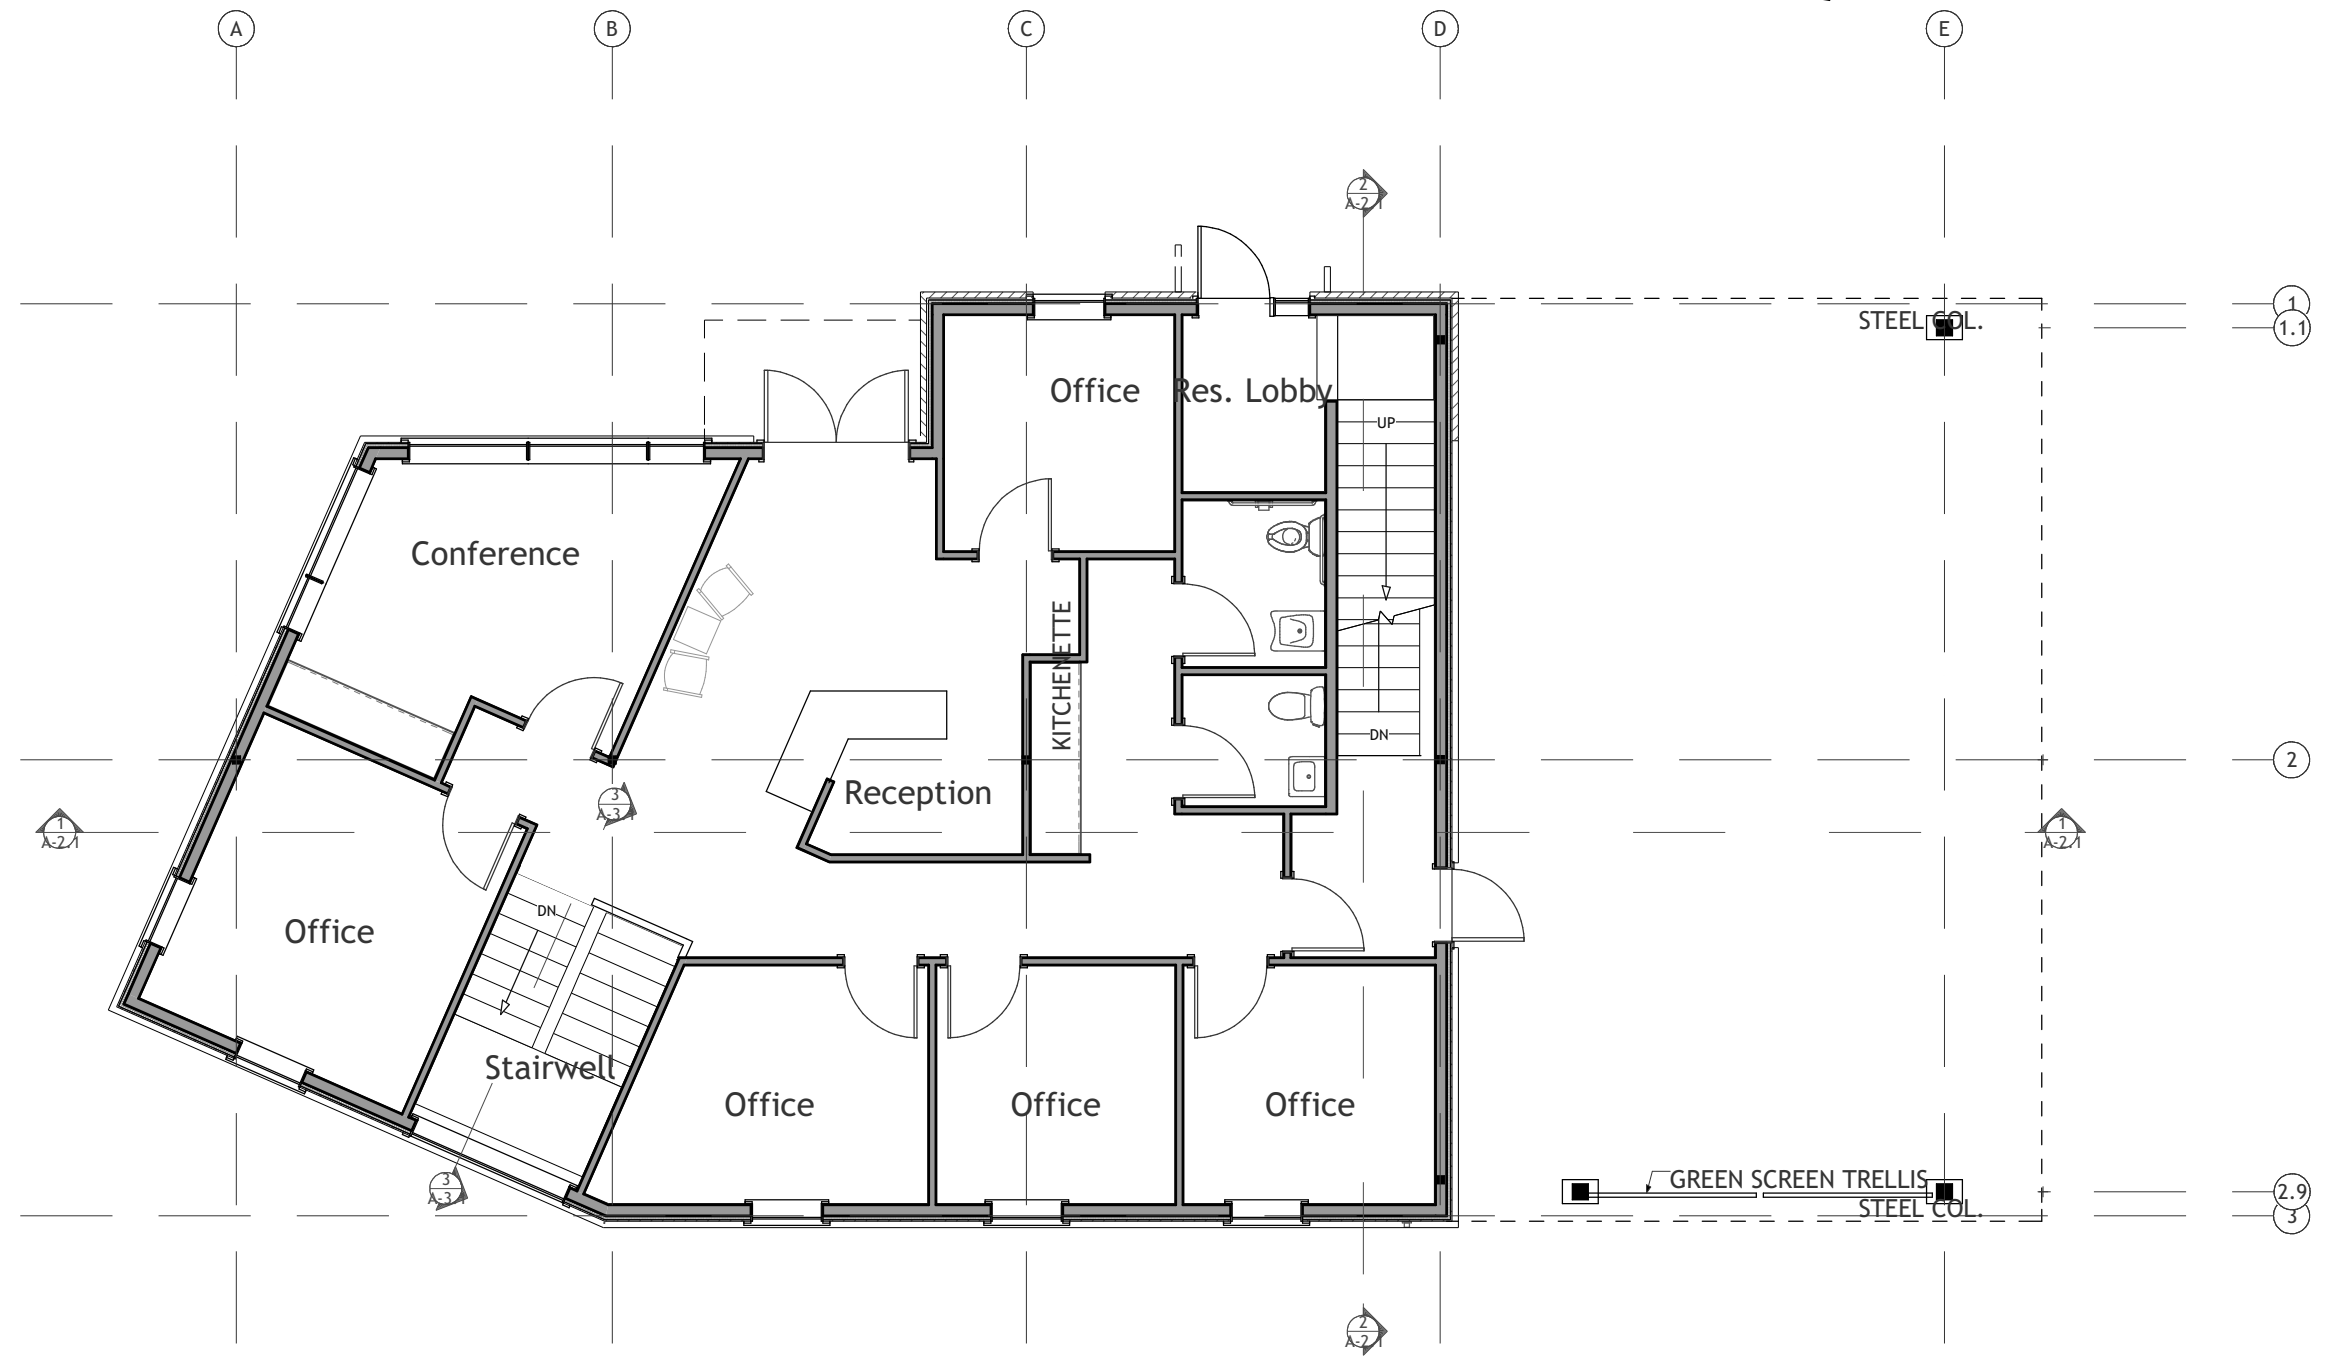 A
B
C
D
E
2
A-2.1
1
STEEL COL.
1.1
Office
Res. Lobby
UP
Conference
KITCHENETTE
DN
2
Reception
3
A-3.1
1
A-2.1
1
A-2.1
DN
Office
Stairwell
Office
Office
Office
GREEN SCREEN TRELLIS
3
A-3.1
2.9
STEEL COL.
3
2
A-2.1